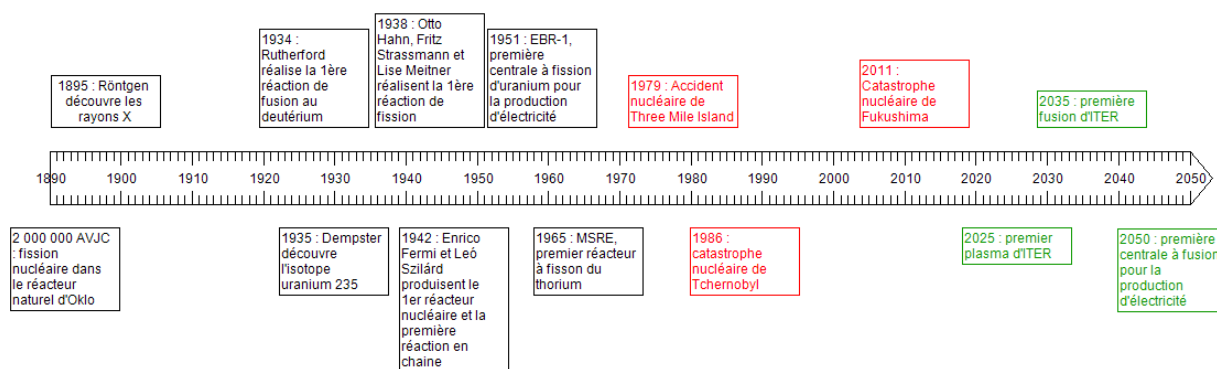 1895 : Röntgen
découvre les
rayons X
1934 :
Rutherford
réalise la 1ère
réaction de
fusion au
deutérium
1938 : Otto
Hahn, Fritz
Strassmann et
Lise Meitner
réalisent la 1ère
réaction de
fission
1951 : EBR-1,
première
centrale à fission
d'uranium pour
la production
d'électricité
1979 : Accident
nucléaire de
Three Mile Island
2011 :
Catastrophe
nucléaire de
Fukushima
2035 : première
fusion d'ITER
1890 1900 1910 1920 1930 1940 1950 1960 1970 1980 1990 2000 2010 2020 2030 2040 2050
2 000 000 AVJC
: fission
nucléaire dans
le réacteur
naturel d'Oklo
1935 : Dempster
découvre
l'isotope
uranium 235
1942 : Enrico
Fermi et Leó
Szilárd
produisent le
1er réacteur
nucléaire et la
première
réaction en
chaine
1965 : MSRE,
premier réacteur
à fisson du
thorium
1986 :
catastrophe
nucléaire de
Tchernobyl
2025 : premier
plasma d'ITER
2050 : première
centrale à fusion
pour la
production
d'électricité